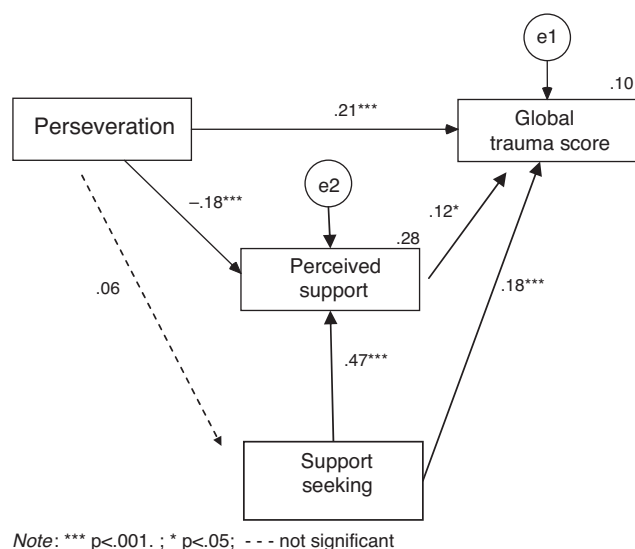 e1
.10
Perseveration
.21***
Global
trauma score
–.18***
e2
.12*
.28
Perceived
support
.06
.18***
.47***
Support
seeking
Note: *** p<.001. ; * p<.05; - - - not significant